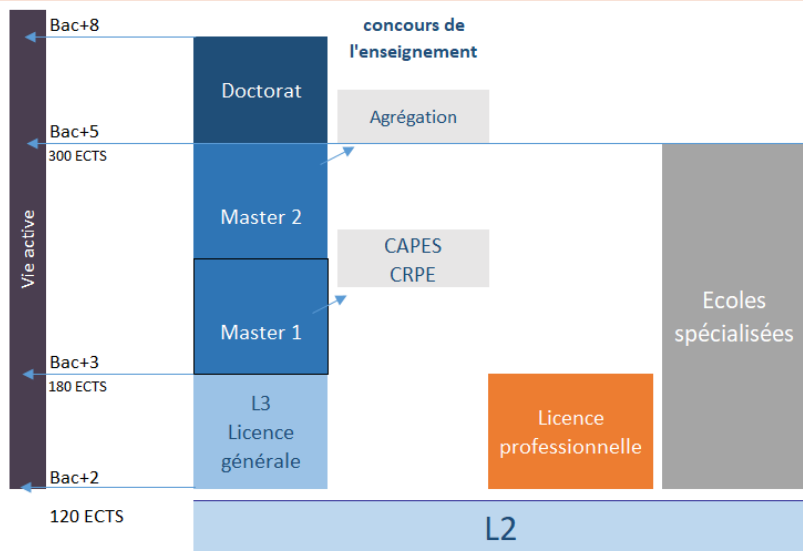 Bac+8
concours de
l'enseignement
Doctorat
Agrégation
Bac+5
300 ECTS
Master 2
CAPES
CRPE
Vie active
Ecoles
spécialisées
Master 1
Bac+3
180 ECTS
L3
Licence
générale
Licence
professionnelle
Bac+2
120 ECTS
L2